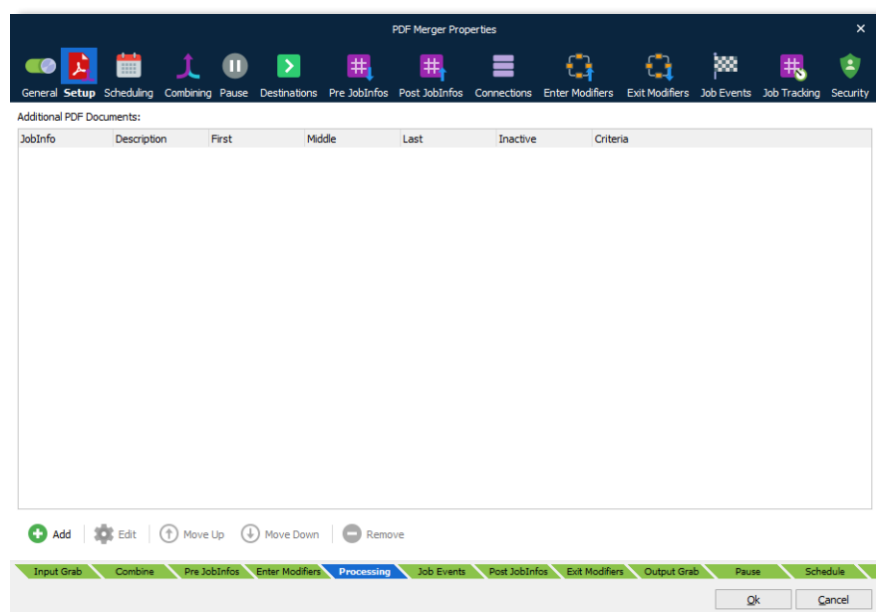 PDF Merger Properties
General Setup Scheduling Combining Pause Destinations Pre JobInfos Post JobInfos Connections Enter Modifiers Exit Modifiers Job Events Job Tracking Security
Additional PDF Documents:
JobInfo Description First Middle Last Inactive Criteria
Add Edit Move Up Move Down Remove
Input Grab Combine Pre JobInfos Enter Modifiers Processing Job Events Post JobInfos Exit Modifiers Output Grab Pause Schedule
Ok Cancel